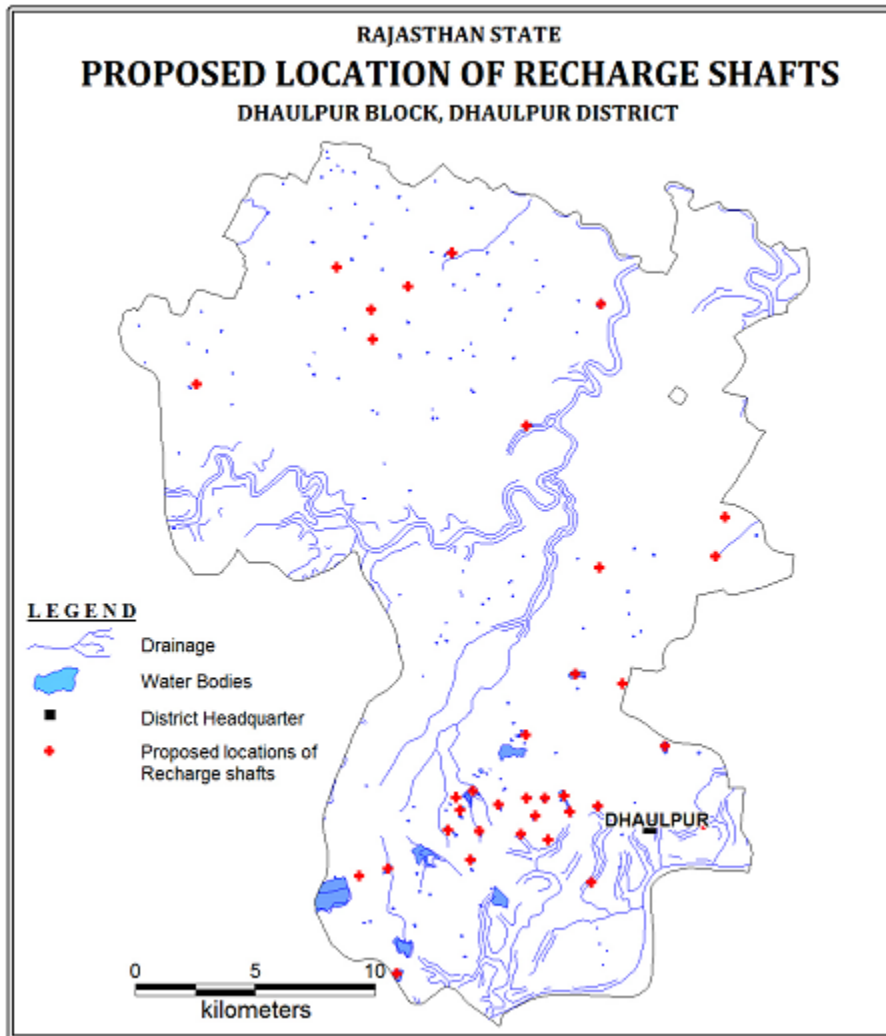 RAJASTHAN STATE
PROPOSED LOCATION OF RECHARGE SHAFTS
DHAULPUR BLOCK, DHAULPUR DISTRICT
LEGEND
Drainage
Water Bodies
District Headquarter
Proposed locations of
Recharge shafts
DHAULPUR
0 5 10
kilometers